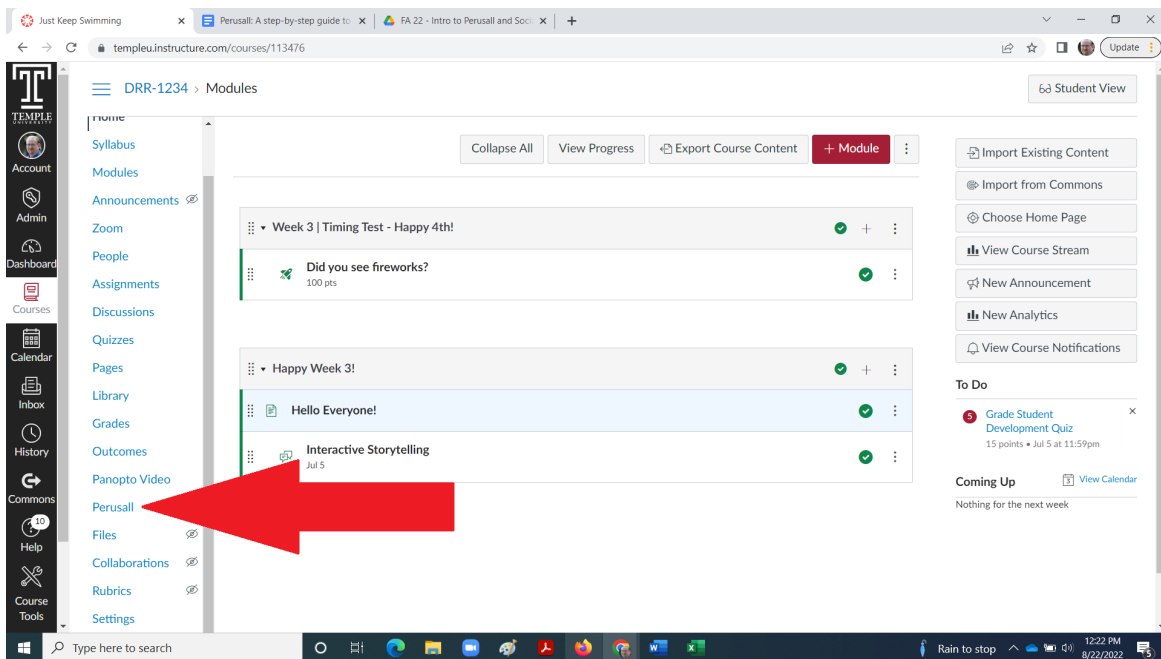 Just Keep Swimming
Perusall: A step-by-step guide to
FA 22 - Intro to Perusall and Soci
templeu.instructure.com/courses/113476
Update
TEMPLE
UNIVERSITY
Account
Admin
Dashboard
Courses
Calendar
Inbox
History
Commons
10
Help
Course
Tools
DRR-1234 › Modules
Student View
Home
Syllabus
Modules
Announcements
Zoom
People
Assignments
Discussions
Quizzes
Pages
Library
Grades
Outcomes
Panopto Video
Perusall
Files
Collaborations
Rubrics
Settings
Collapse All
View Progress
Export Course Content
+ Module
Week 3 | Timing Test - Happy 4th!
Did you see fireworks?
100 pts
Happy Week 3!
Hello Everyone!
Interactive Storytelling
Jul 5
Import Existing Content
Import from Commons
Choose Home Page
View Course Stream
New Announcement
New Analytics
View Course Notifications
To Do
5
Grade Student
Development Quiz
15 points • Jul 5 at 11:59pm
Coming Up
View Calendar
Nothing for the next week
Type here to search
Rain to stop
12:22 PM
8/22/2022
5